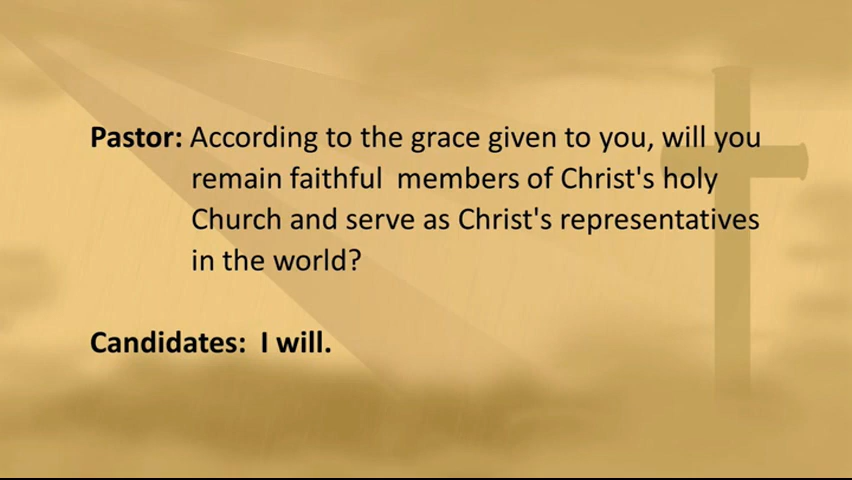 Pastor: According to the grace given to you, will you
remain faithful  members of Christ's holy
Church and serve as Christ's representatives
in the world?
Candidates:  I will.